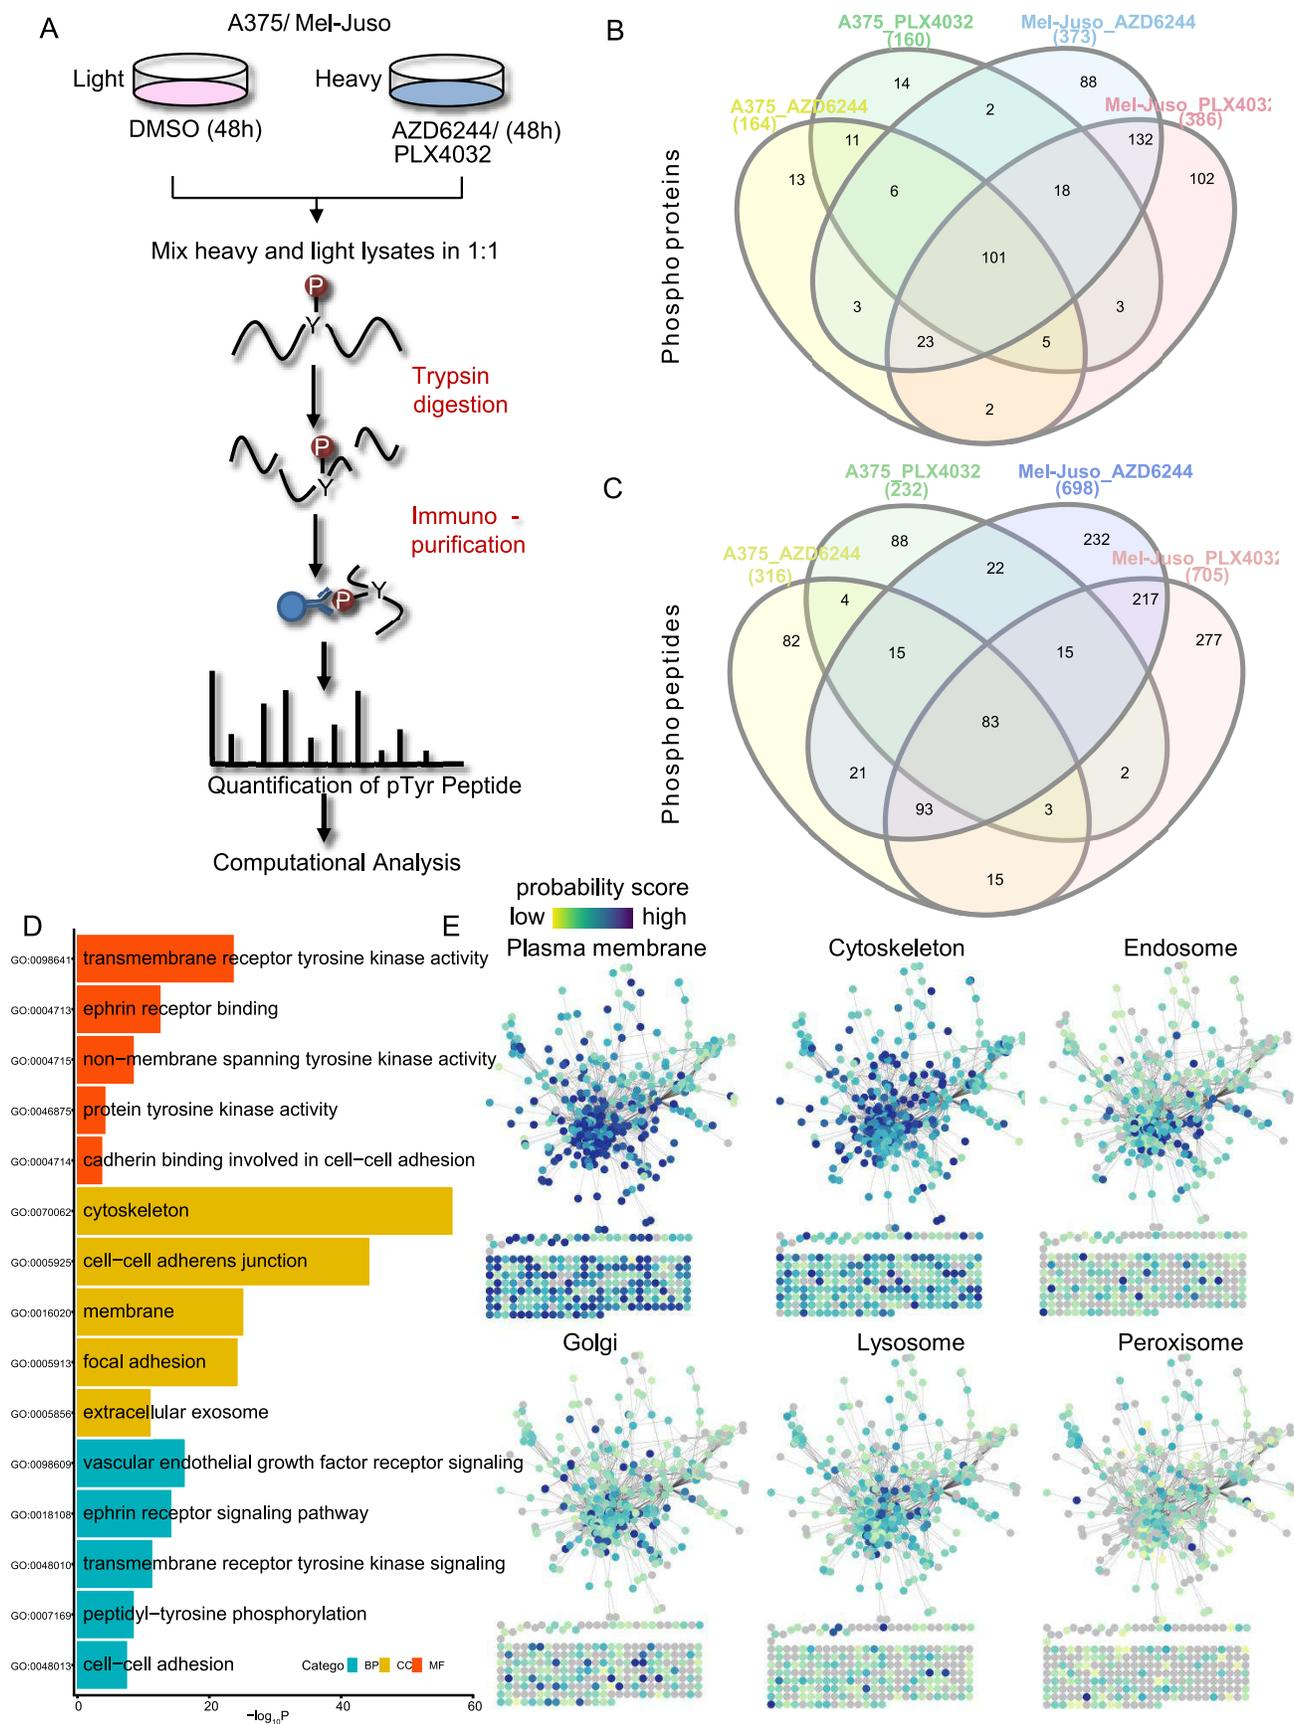 A
A375/ Mel-Juso
Light
Heavy
DMSO (48h)
AZD6244/ (48h)
PLX4032
Mix heavy and light lysates in 1:1
P
Y
Trypsin
digestion
P
Y
Immuno -
purification
P
Y
Quantification of pTyr Peptide
Computational Analysis
B
Phospho proteins
A375_PLX4032
(160)
Mel-Juso_AZD6244
(373)
A375_AZD6244
(164)
Mel-Juso_PLX4032
(386)
14
88
2
11
132
13
6
18
102
101
3
3
23
5
2
C
Phospho peptides
A375_PLX4032
(232)
Mel-Juso_AZD6244
(698)
A375_AZD6244
(316)
Mel-Juso_PLX4032
(705)
88
232
22
4
217
82
15
15
277
83
21
2
93
3
15
D
GO:0098641 transmembrane receptor tyrosine kinase activity
GO:0004713 ephrin receptor binding
GO:0004715 non−membrane spanning tyrosine kinase activity
GO:0046875 protein tyrosine kinase activity
GO:0004714 cadherin binding involved in cell−cell adhesion
GO:0070062 cytoskeleton
GO:0005925 cell−cell adherens junction
GO:0016020 membrane
GO:0005913 focal adhesion
GO:0005856 extracellular exosome
GO:0098609 vascular endothelial growth factor receptor signaling
GO:0018108 ephrin receptor signaling pathway
GO:0048010 transmembrane receptor tyrosine kinase signaling
GO:0007169 peptidyl−tyrosine phosphorylation
GO:0048013 cell−cell adhesion
Catego BP CC MF
0 20 40 60
−log10P
E
probability score
low high
Plasma membrane
Cytoskeleton
Endosome
Golgi
Lysosome
Peroxisome